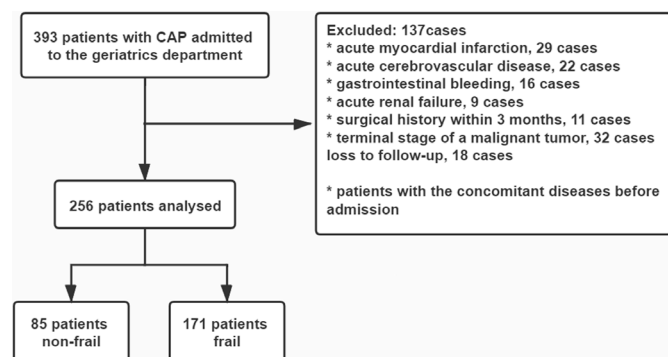 393 patients with CAP admitted
to the geriatrics department
Excluded: 137cases
* acute myocardial infarction, 29 cases
* acute cerebrovascular disease, 22 cases
* gastrointestinal bleeding, 16 cases
* acute renal failure, 9 cases
* surgical history within 3 months, 11 cases
* terminal stage of a malignant tumor, 32 cases
loss to follow-up, 18 cases
* patients with the concomitant diseases before
admission
256 patients analysed
85 patients
non-frail
171 patients
frail